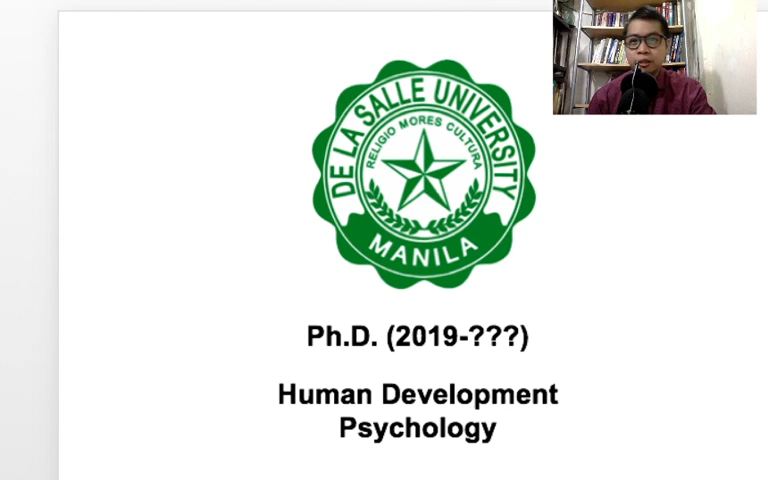 DE LA SALLE UNIVERSITY
RELIGIO MORES CULTURA
MANILA
Ph.D. (2019-???)
Human Development
Psychology